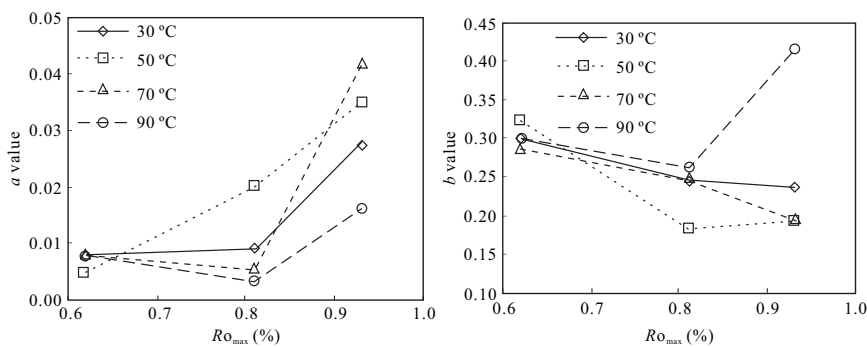 30 ºC
50 ºC
70 ºC
90 ºC
0.05
0.04
0.03
0.02
0.01
0.00
a value
0.6 0.7 0.8 0.9 1.0
Ro_max (%)
30 ºC
50 ºC
70 ºC
90 ºC
0.45
0.40
0.35
0.30
0.25
0.20
0.15
0.10
b value
0.6 0.7 0.8 0.9 1.0
Ro_max (%)